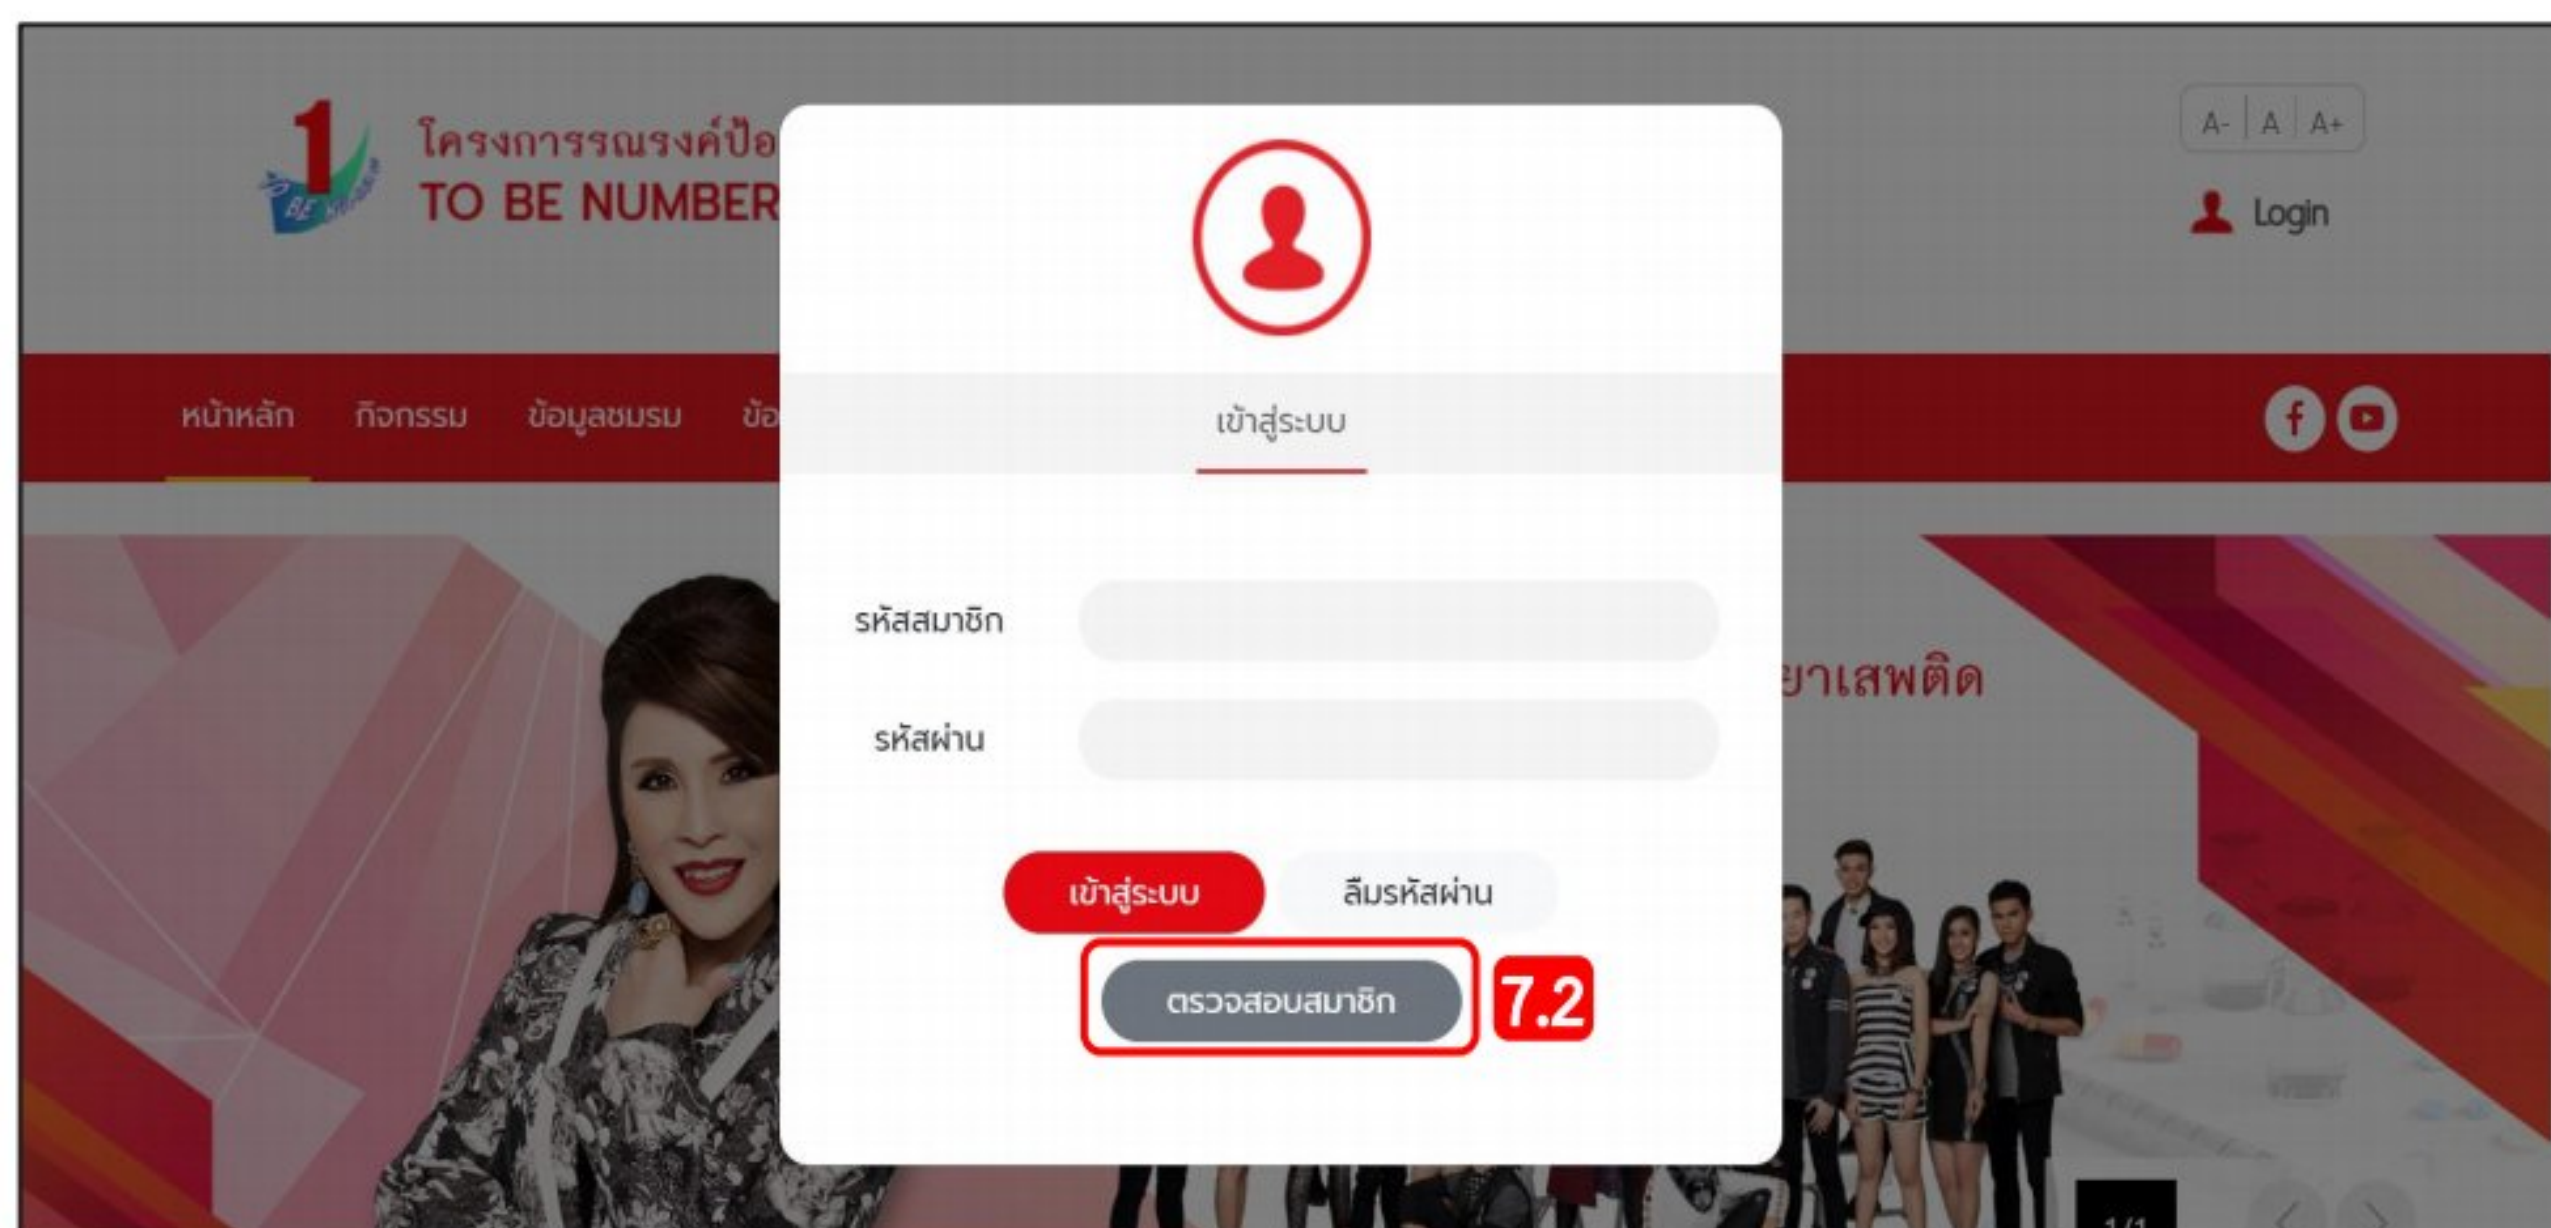 1
โครงการรณรงค์ป้อ
TO BE NUMBER
A- A A+
Login
หน้าหลัก กิจกรรม ข้อมูลชมรม ข้อ
เข้าสู่ระบบ
รหัสสมาชิก
ยาเสพติด
รหัสผ่าน
เข้าสู่ระบบ ลืมรหัสผ่าน
ตรวจสอบสมาชิก 7.2
1/1